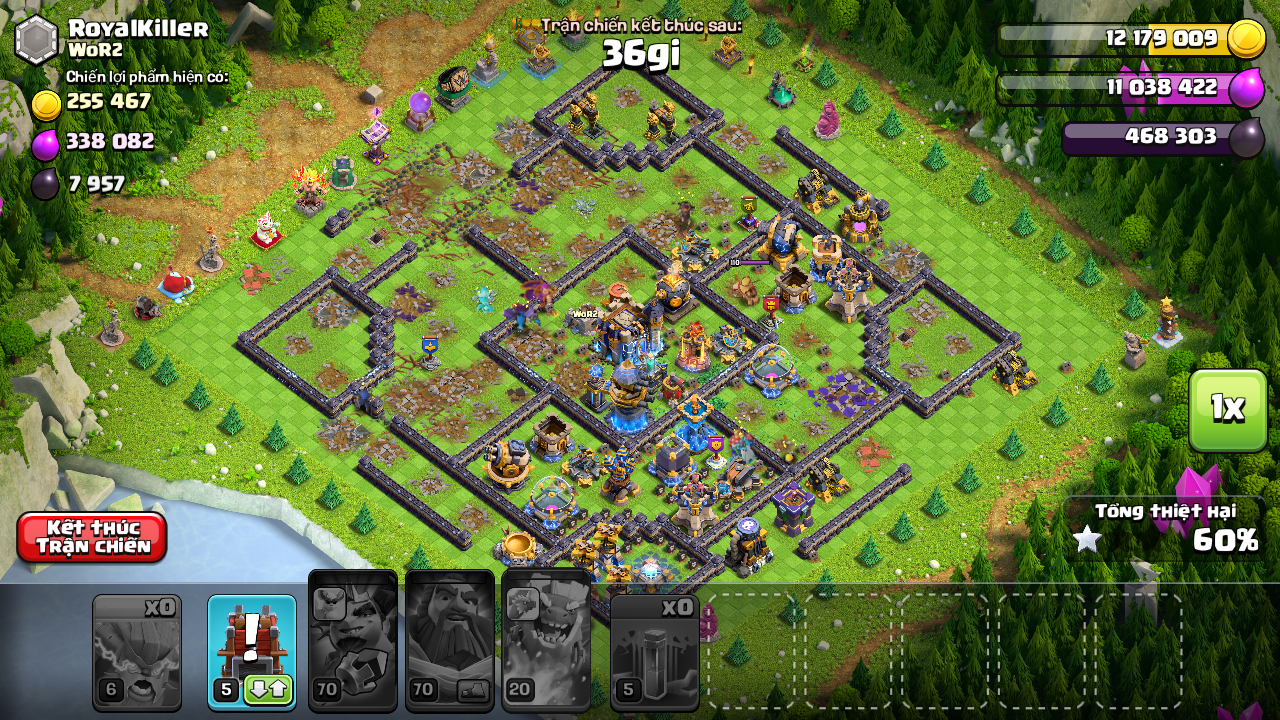 RoyalKiller
WoR2
Chiến lợi phẩm hiện có:
255 467
338 082
7 957
Trận chiến kết thúc sau:
36gi
12 179 009
11 038 422
468 303
110
WoR2
1x
Tổng thiệt hại
60%
Kết thúc
Trận chiến
x0
6
5
70
70
20
x0
5